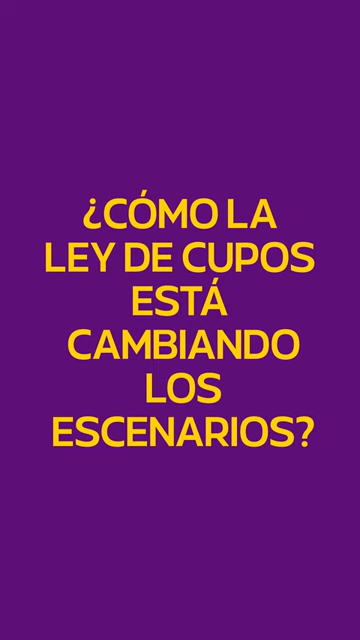 ¿CÓMO LA
LEY DE CUPOS
ESTÁ
CAMBIANDO
LOS
ESCENARIOS?